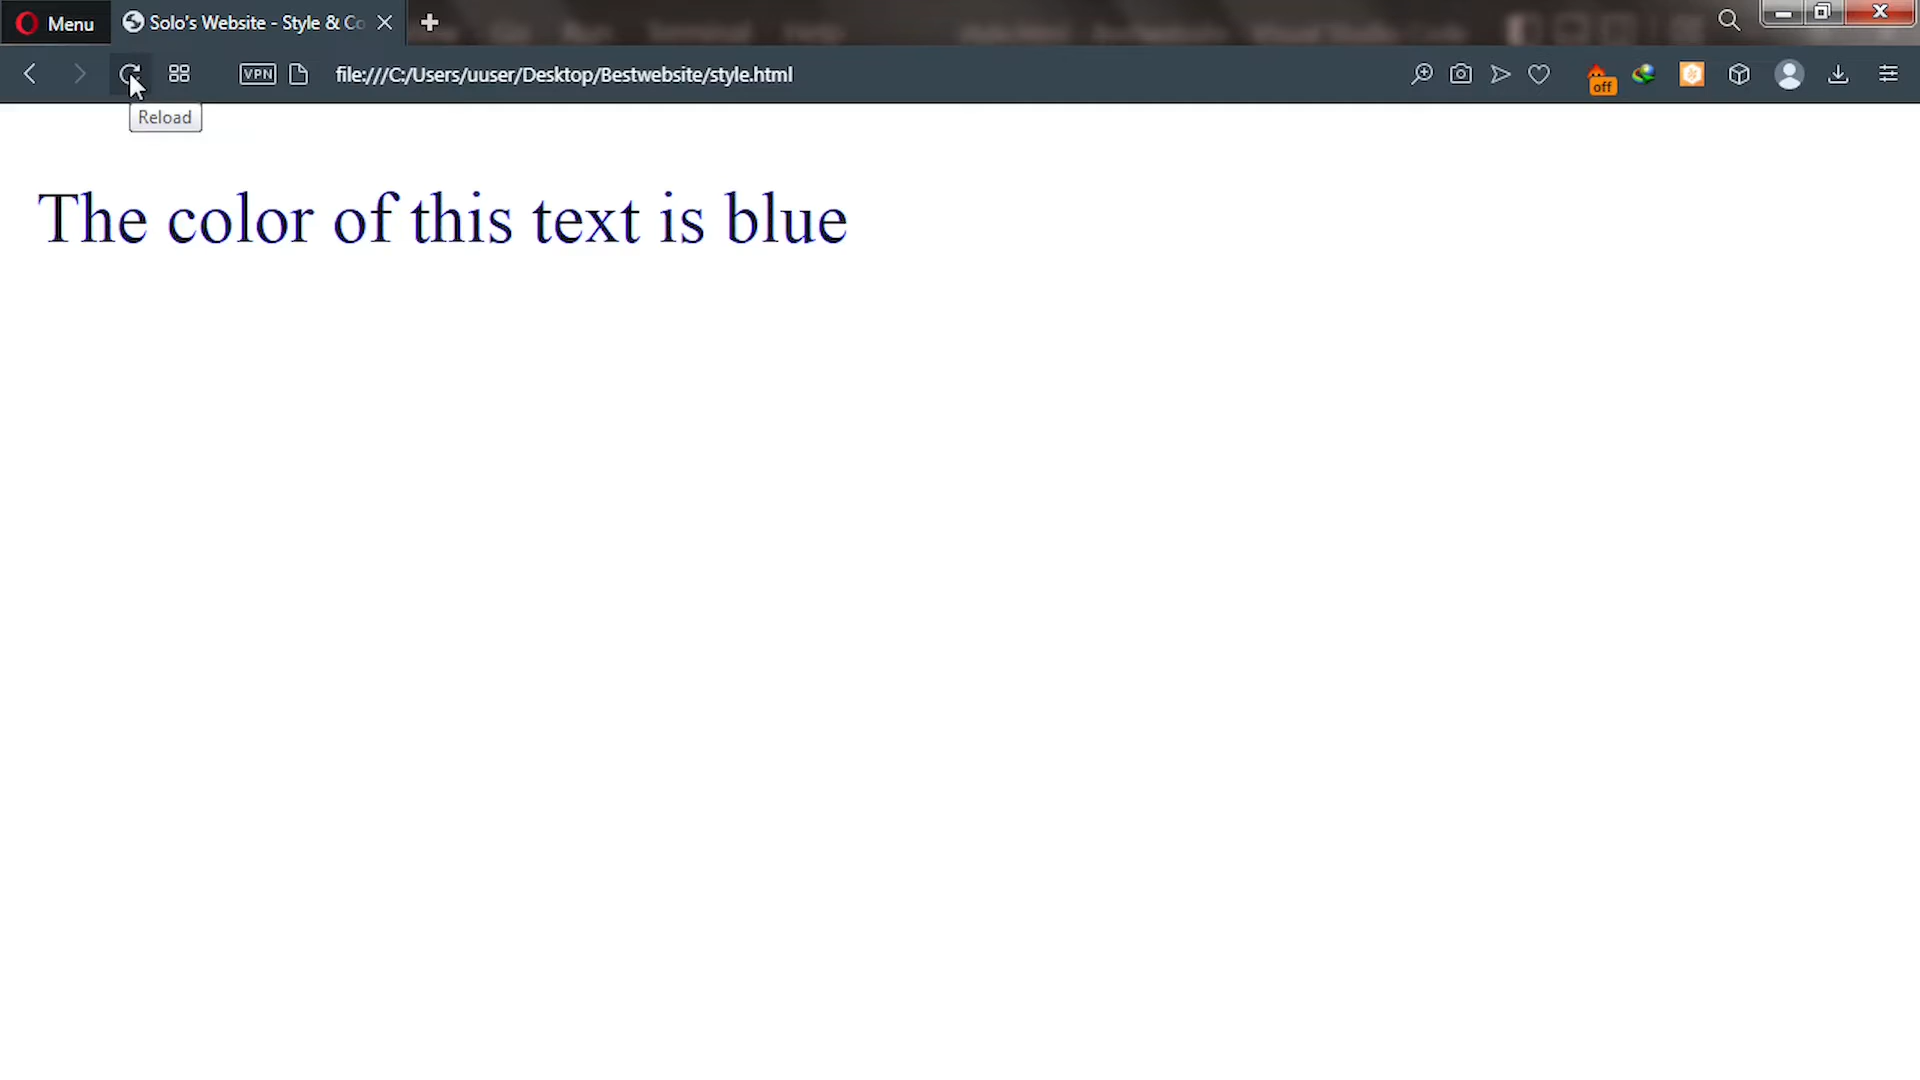 Menu
Solo's Website - Style & Co
VPN
file:///C:/Users/uuser/Desktop/Bestwebsite/style.html
off
Reload
The color of this text is blue